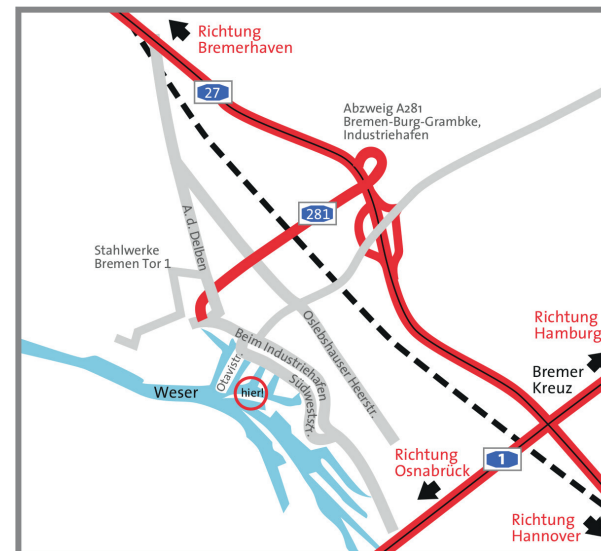 Richtung
Bremerhaven
27
Abzweig A281
Bremen-Burg-Grambke,
Industriehafen
281
A. d. Delben
Stahlwerke
Bremen Tor 1
Oslebshauser Heerstr.
Beim Industriehafen
Südweststr.
Otavistr.
hier!
Weser
Richtung
Hamburg
Bremer
Kreuz
Richtung
Osnabrück
1
Richtung
Hannover